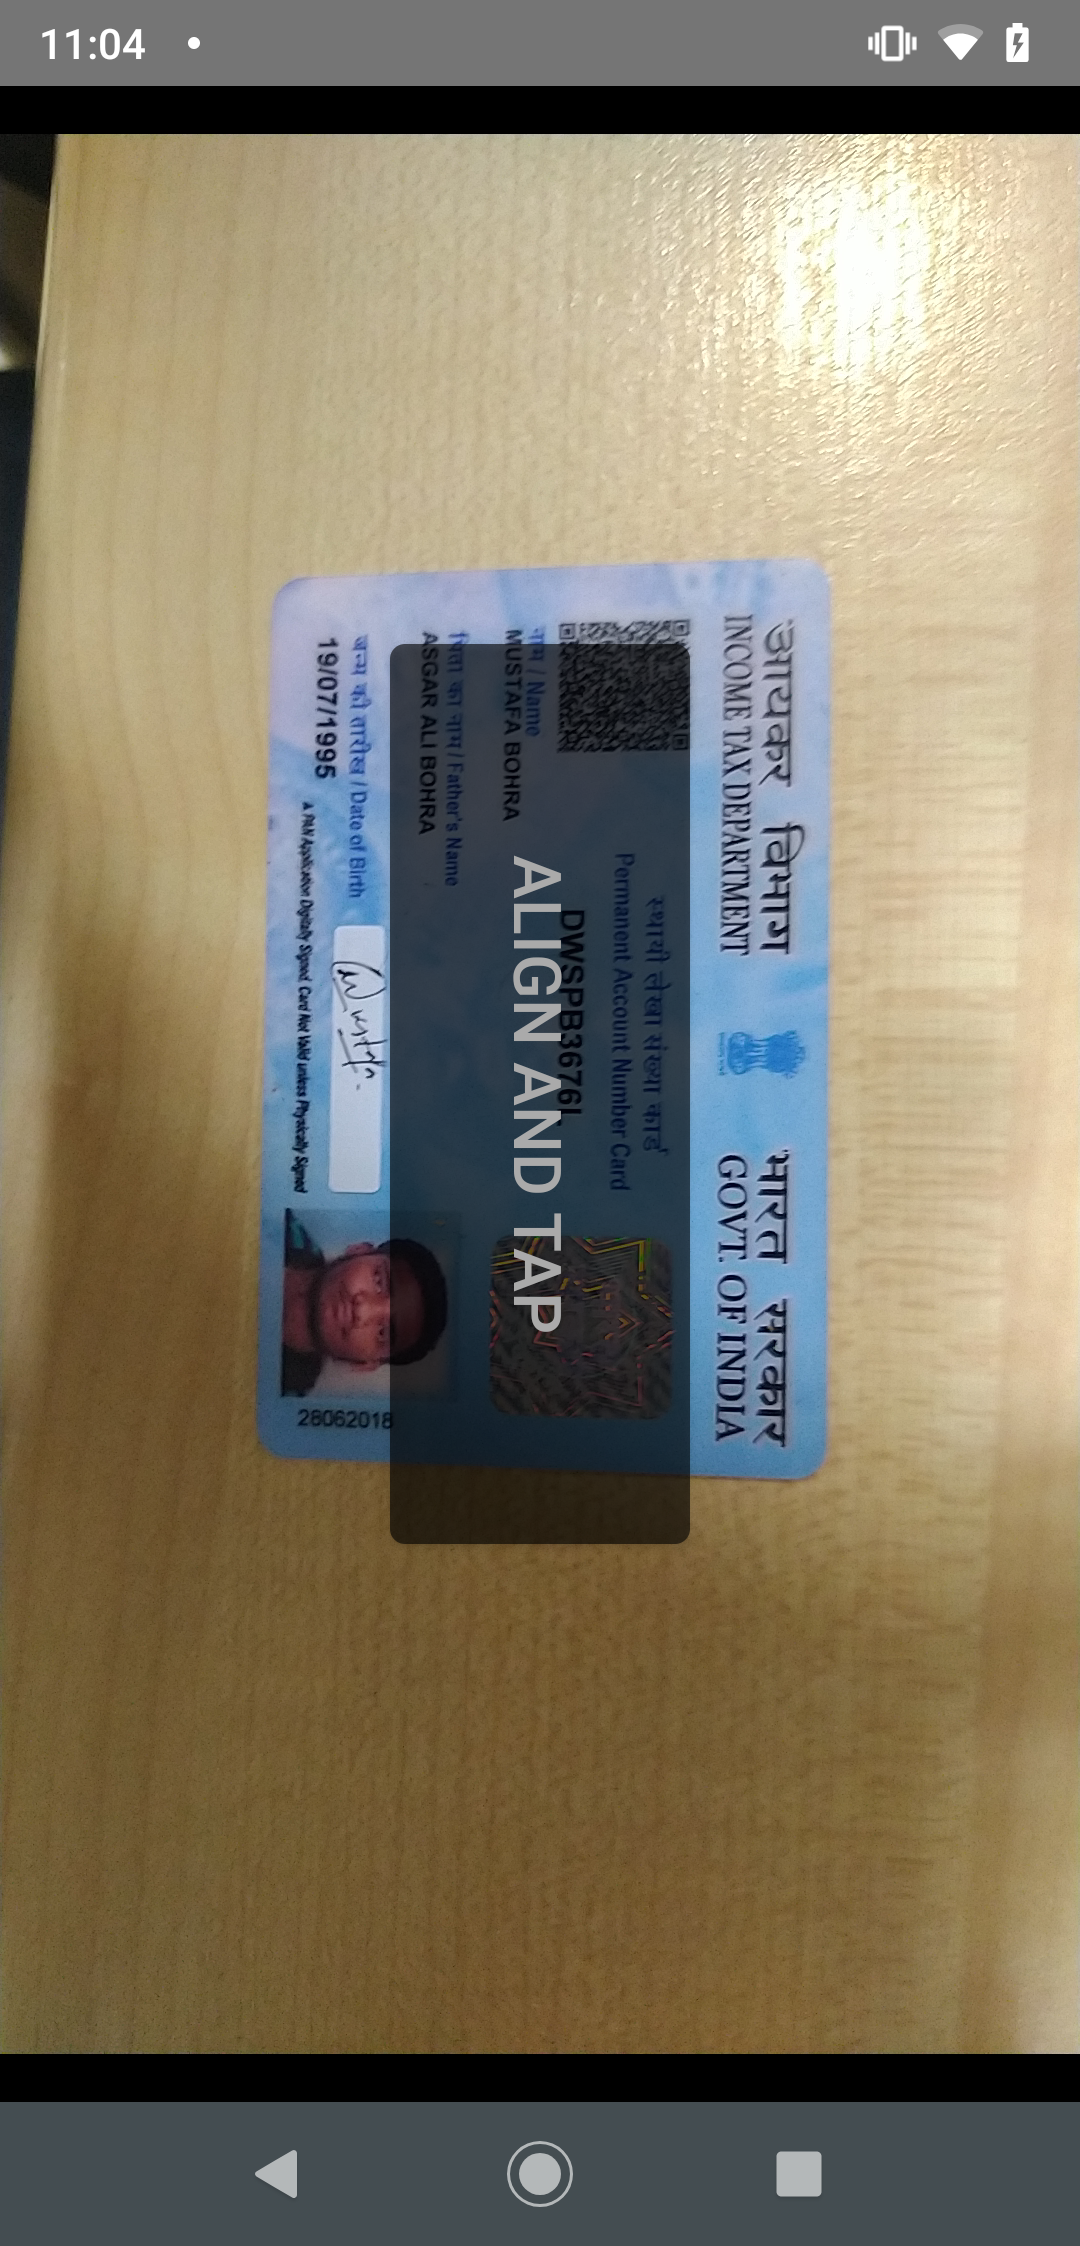 11:04
आयकर विभाग
INCOME TAX DEPARTMENT
भारत सरकार
GOVT. OF INDIA
स्थायी लेखा संख्या कार्ड
Permanent Account Number Card
DWSPB3676L
ALIGN AND TAP
नाम / Name
MUSTAFA BOHRA
पिता का नाम / Father's Name
ASGAR ALI BOHRA
जन्म की तारीख / Date of Birth
19/07/1995
A PAN Application Digitally Signed, Card Not Valid unless Physically Signed
28062018